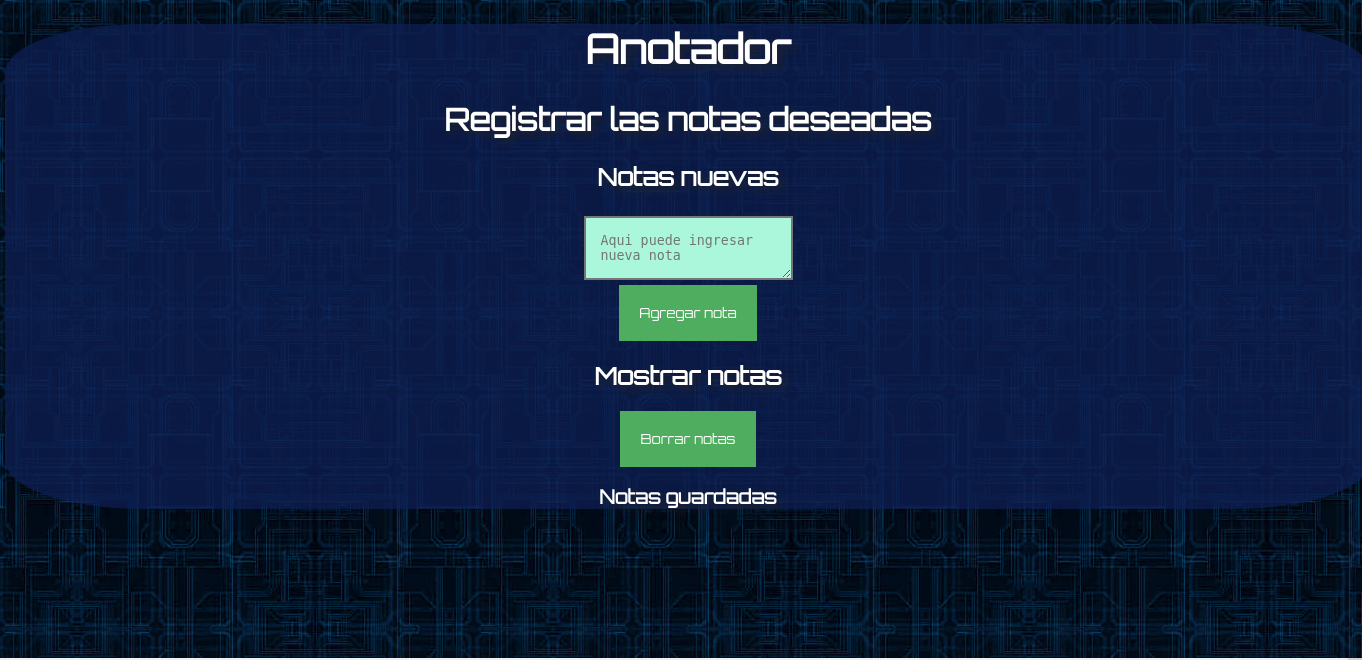 Anotador
Registrar las notas deseadas
Notas nuevas
Aqui puede ingresar
nueva nota
Agregar nota
Mostrar notas
Borrar notas
Notas guardadas